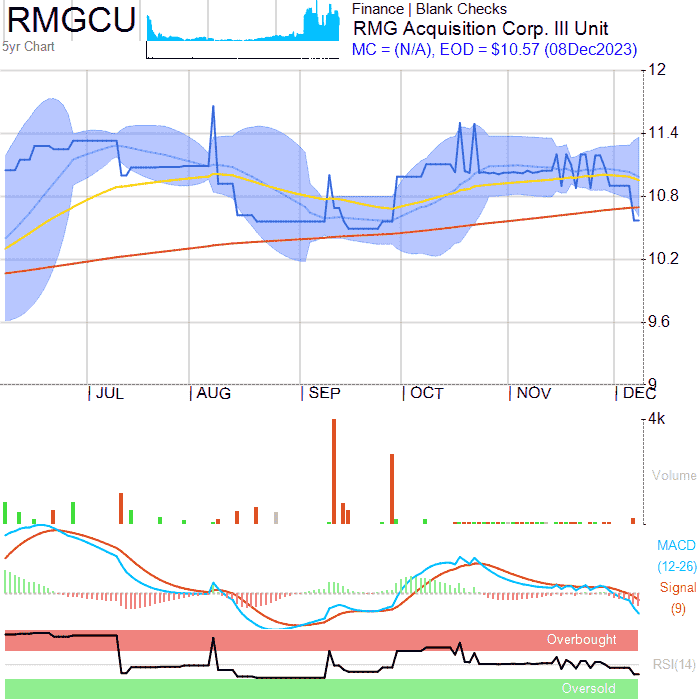 RMGCU
5yr Chart
Finance | Blank Checks
RMG Acquisition Corp. III Unit
MC = (N/A), EOD = $10.57 (08Dec2023)
12
11.4
10.8
10.2
9.6
9
JUL AUG SEP OCT NOV DEC
4k
Volume
MACD
(12-26)
Signal
(9)
Overbought
RSI(14)
Oversold